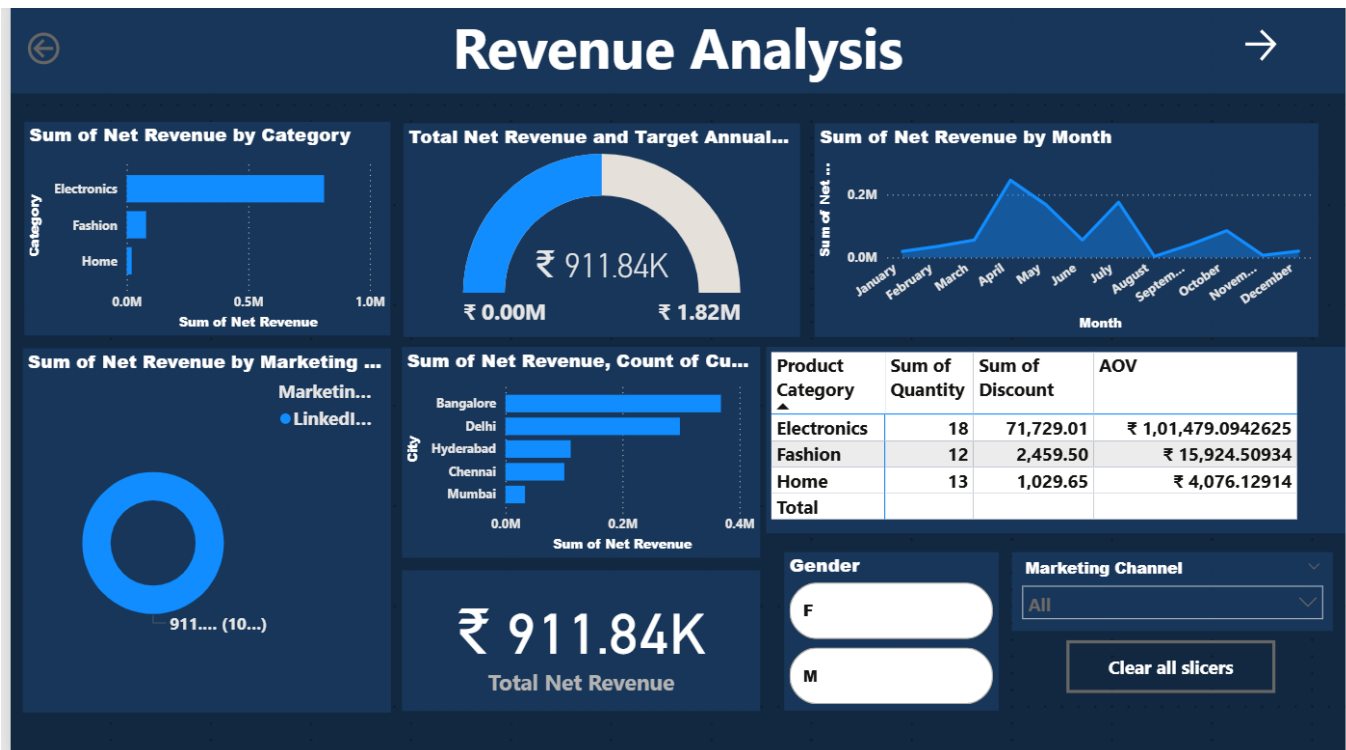 Revenue Analysis
Sum of Net Revenue by Category
Category
Electronics
Fashion
Home
0.0M 0.5M 1.0M
Sum of Net Revenue
Total Net Revenue and Target Annual...
₹ 911.84K
₹ 0.00M ₹ 1.82M
Sum of Net Revenue by Month
Sum of Net ...
0.2M
0.0M
January February March April May June July August Septem... October Novem... December
Month
Sum of Net Revenue by Marketing ...
Marketin...
LinkedI...
911.... (10...)
Sum of Net Revenue, Count of Cu...
City
Bangalore
Delhi
Hyderabad
Chennai
Mumbai
0.0M 0.2M 0.4M
Sum of Net Revenue
₹ 911.84K
Total Net Revenue
Product Category Sum of Quantity Sum of Discount AOV
Electronics 18 71,729.01 ₹ 1,01,479.0942625
Fashion 12 2,459.50 ₹ 15,924.50934
Home 13 1,029.65 ₹ 4,076.12914
Total
Gender
F
M
Marketing Channel
All
Clear all slicers